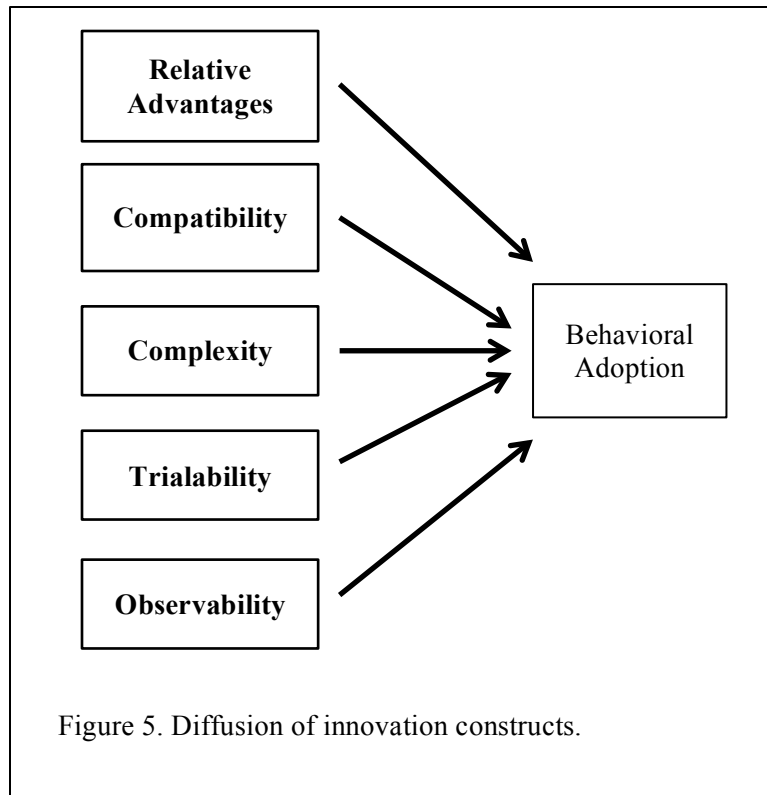 Relative
Advantages
Compatibility
Complexity
Trialability
Observability
Behavioral
Adoption
Figure 5. Diffusion of innovation constructs.